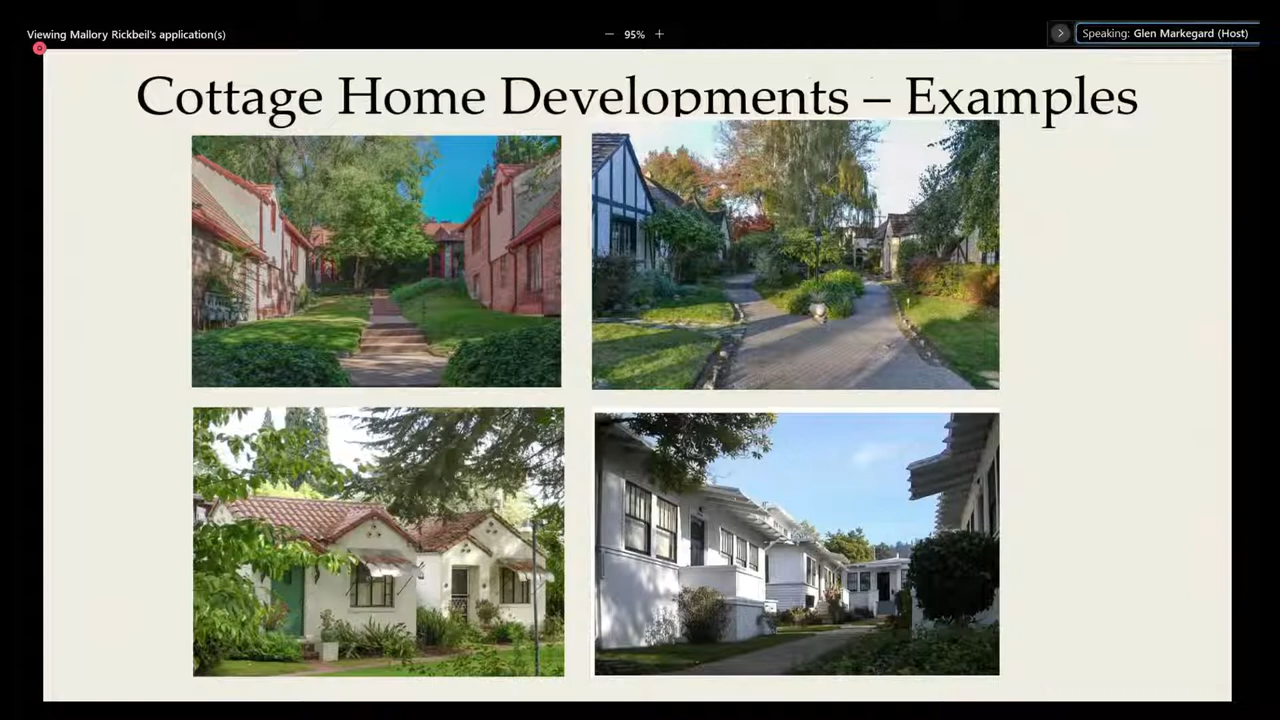 Viewing Mallory Rickbeil's application(s)
95%
Speaking: Glen Markegard (Host)
Cottage Home Developments – Examples